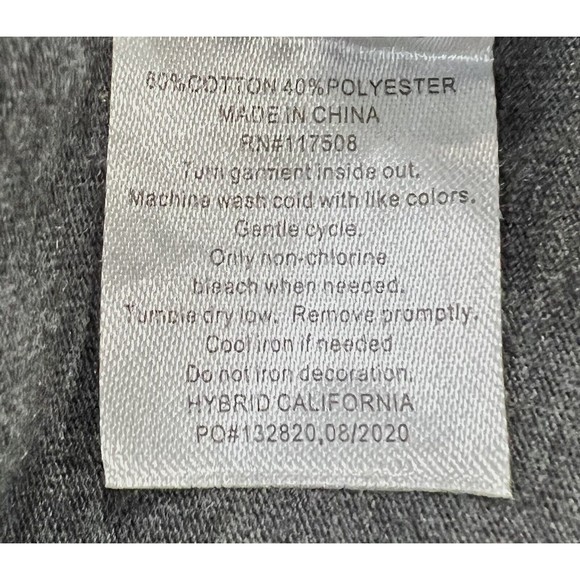 60% COTTON 40% POLYESTER
MADE IN CHINA
RN#117508
Turn garment inside out.
Machine wash cold with like colors.
Gentle cycle.
Only non-chlorine
bleach when needed.
Tumble dry low. Remove promptly.
Cool iron if needed
Do not iron decoration.
HYBRID CALIFORNIA
PO#132820,08/2020